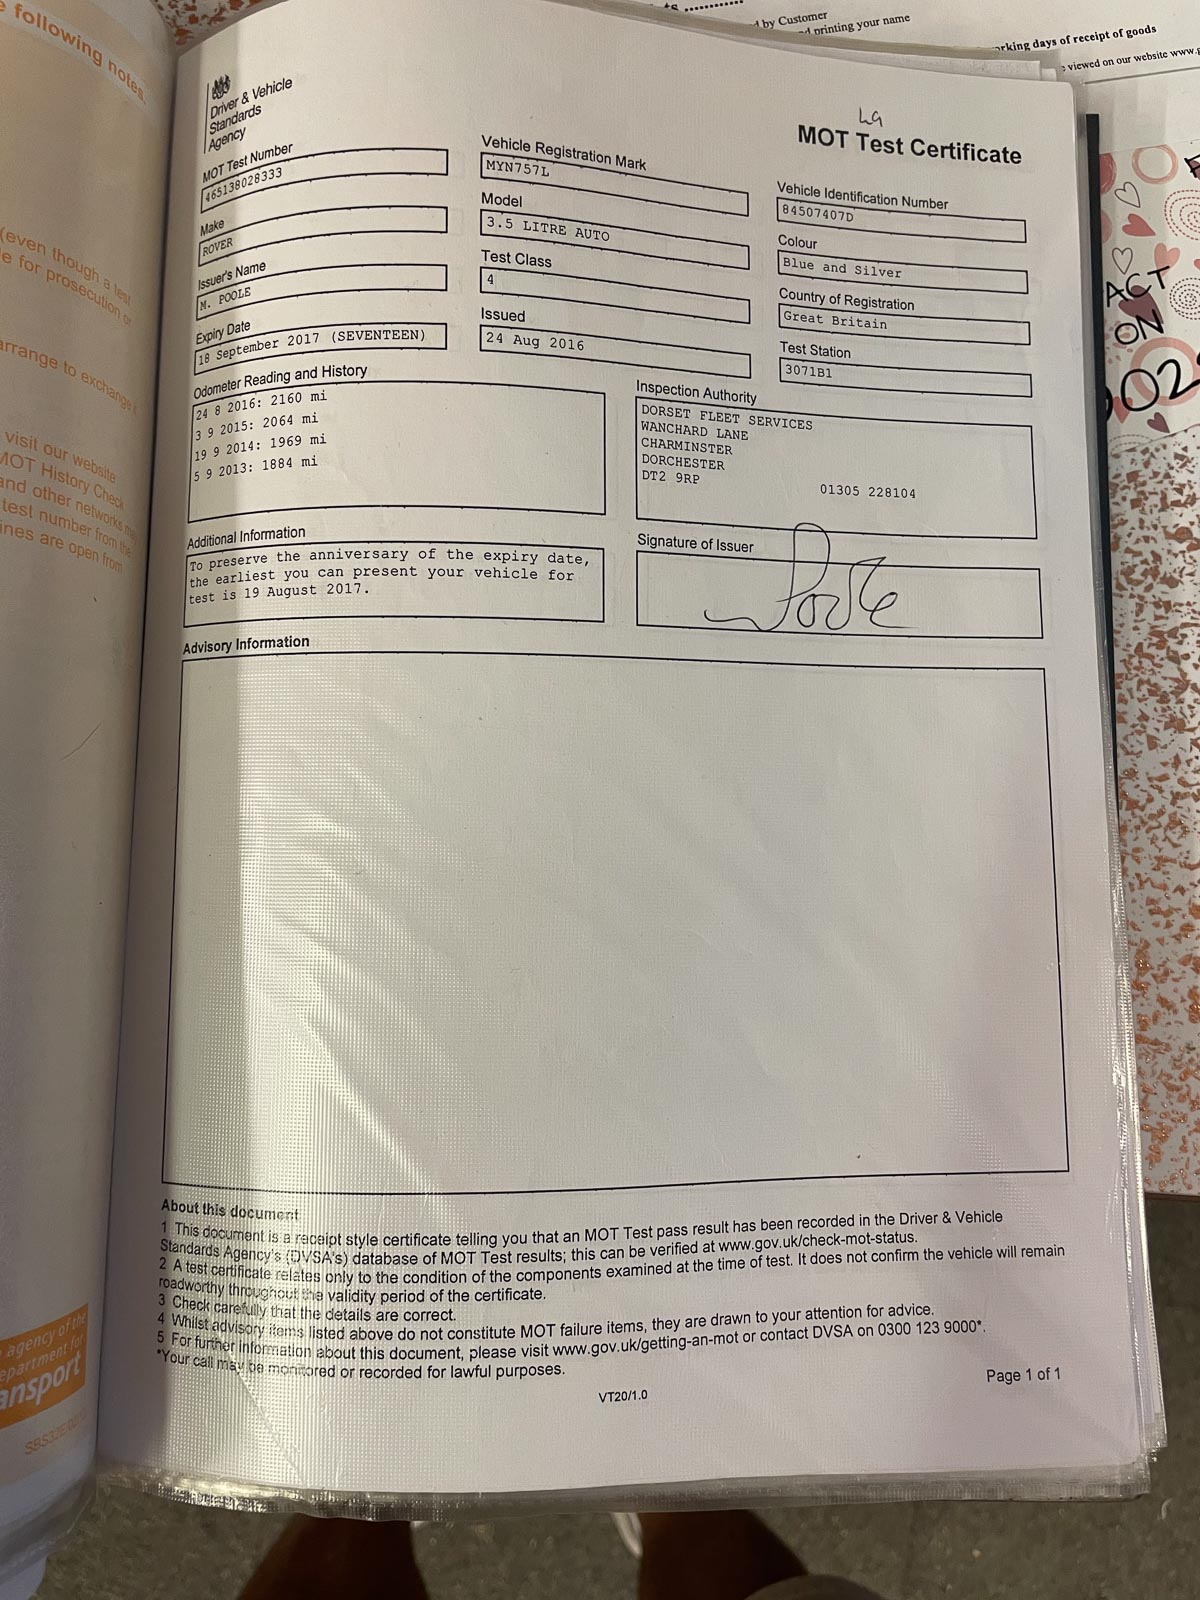 following notes.
(even though a test
e for prosecution or
arrange to exchange
visit our website
MOT History Check
and other networks
test number from the
lines are open from
agency of the
epartment for
ansport
by Customer
printing your name
rking days of receipt of goods
viewed on our website www.
ACT
ON
Driver & Vehicle
Standards
Agency
49
MOT Test Certificate
MOT Test Number
465138028333
Vehicle Registration Mark
MYN757L
Vehicle Identification Number
84507407D
Make
ROVER
Model
3.5 LITRE AUTO
Colour
Blue and Silver
Issuer's Name
M. POOLE
Test Class
4
Country of Registration
Great Britain
Expiry Date
18 September 2017 (SEVENTEEN)
Issued
24 Aug 2016
Test Station
3071B1
Odometer Reading and History
24 8 2016: 2160 mi
3 9 2015: 2064 mi
19 9 2014: 1969 mi
5 9 2013: 1884 mi
Inspection Authority
DORSET FLEET SERVICES
WANCHARD LANE
CHARMINSTER
DORCHESTER
DT2 9RP
01305 228104
Additional Information
To preserve the anniversary of the expiry date,
the earliest you can present your vehicle for
test is 19 August 2017.
Signature of Issuer
Poole
Advisory Information
About this document
1 This document is a receipt style certificate telling you that an MOT Test pass result has been recorded in the Driver & Vehicle
Standards Agency's (DVSA's) database of MOT Test results; this can be verified at www.gov.uk/check-mot-status.
2 A test certificate relates only to the condition of the components examined at the time of test. It does not confirm the vehicle will remain
roadworthy throughout the validity period of the certificate.
3 Check carefully that the details are correct.
4 Whilst advisory items listed above do not constitute MOT failure items, they are drawn to your attention for advice.
5 For further information about this document, please visit www.gov.uk/getting-an-mot or contact DVSA on 0300 123 9000*.
*Your call may be monitored or recorded for lawful purposes.
VT20/1.0
Page 1 of 1